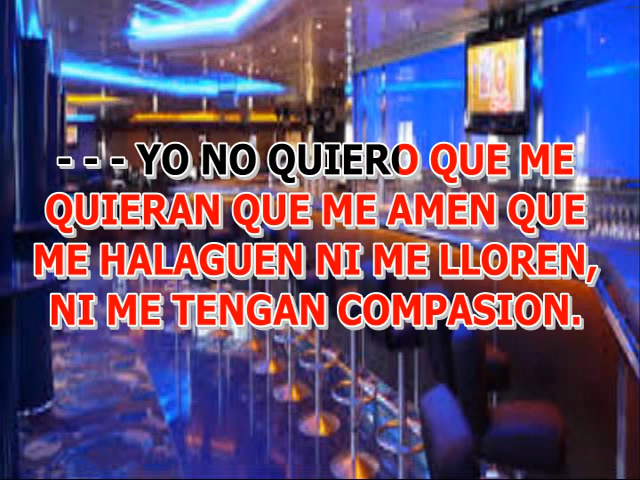 - - - YO NO QUIERO QUE ME
QUIERAN QUE ME AMEN QUE
ME HALAGUEN NI ME LLOREN,
NI ME TENGAN COMPASION.